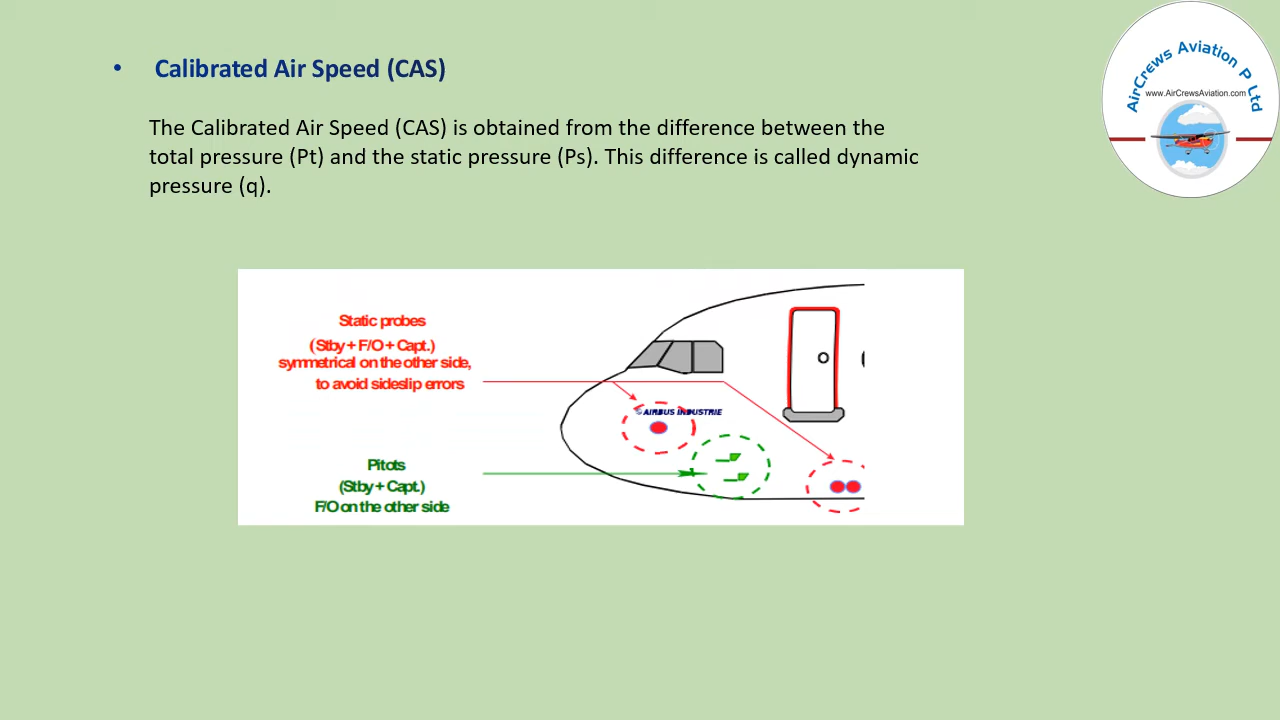 • Calibrated Air Speed (CAS)
The Calibrated Air Speed (CAS) is obtained from the difference between the
total pressure (Pt) and the static pressure (Ps). This difference is called dynamic
pressure (q).
AirCrews Aviation P Ltd
www.AirCrewsAviation.com
Static probes
(Stby + F/O + Capt.)
symmetrical on the other side,
to avoid sideslip errors
AIRBUS INDUSTRIE
Pitots
(Stby + Capt.)
F/O on the other side